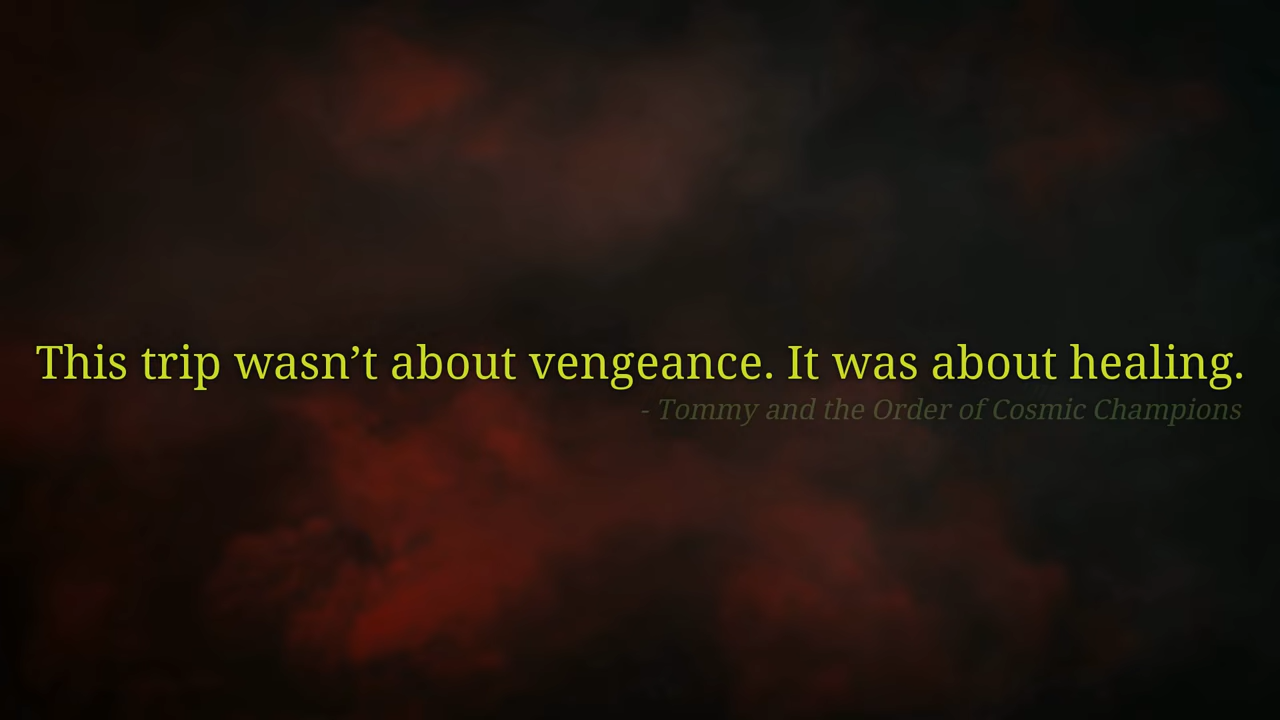 This trip wasn’t about vengeance. It was about healing.
- Tommy and the Order of Cosmic Champions